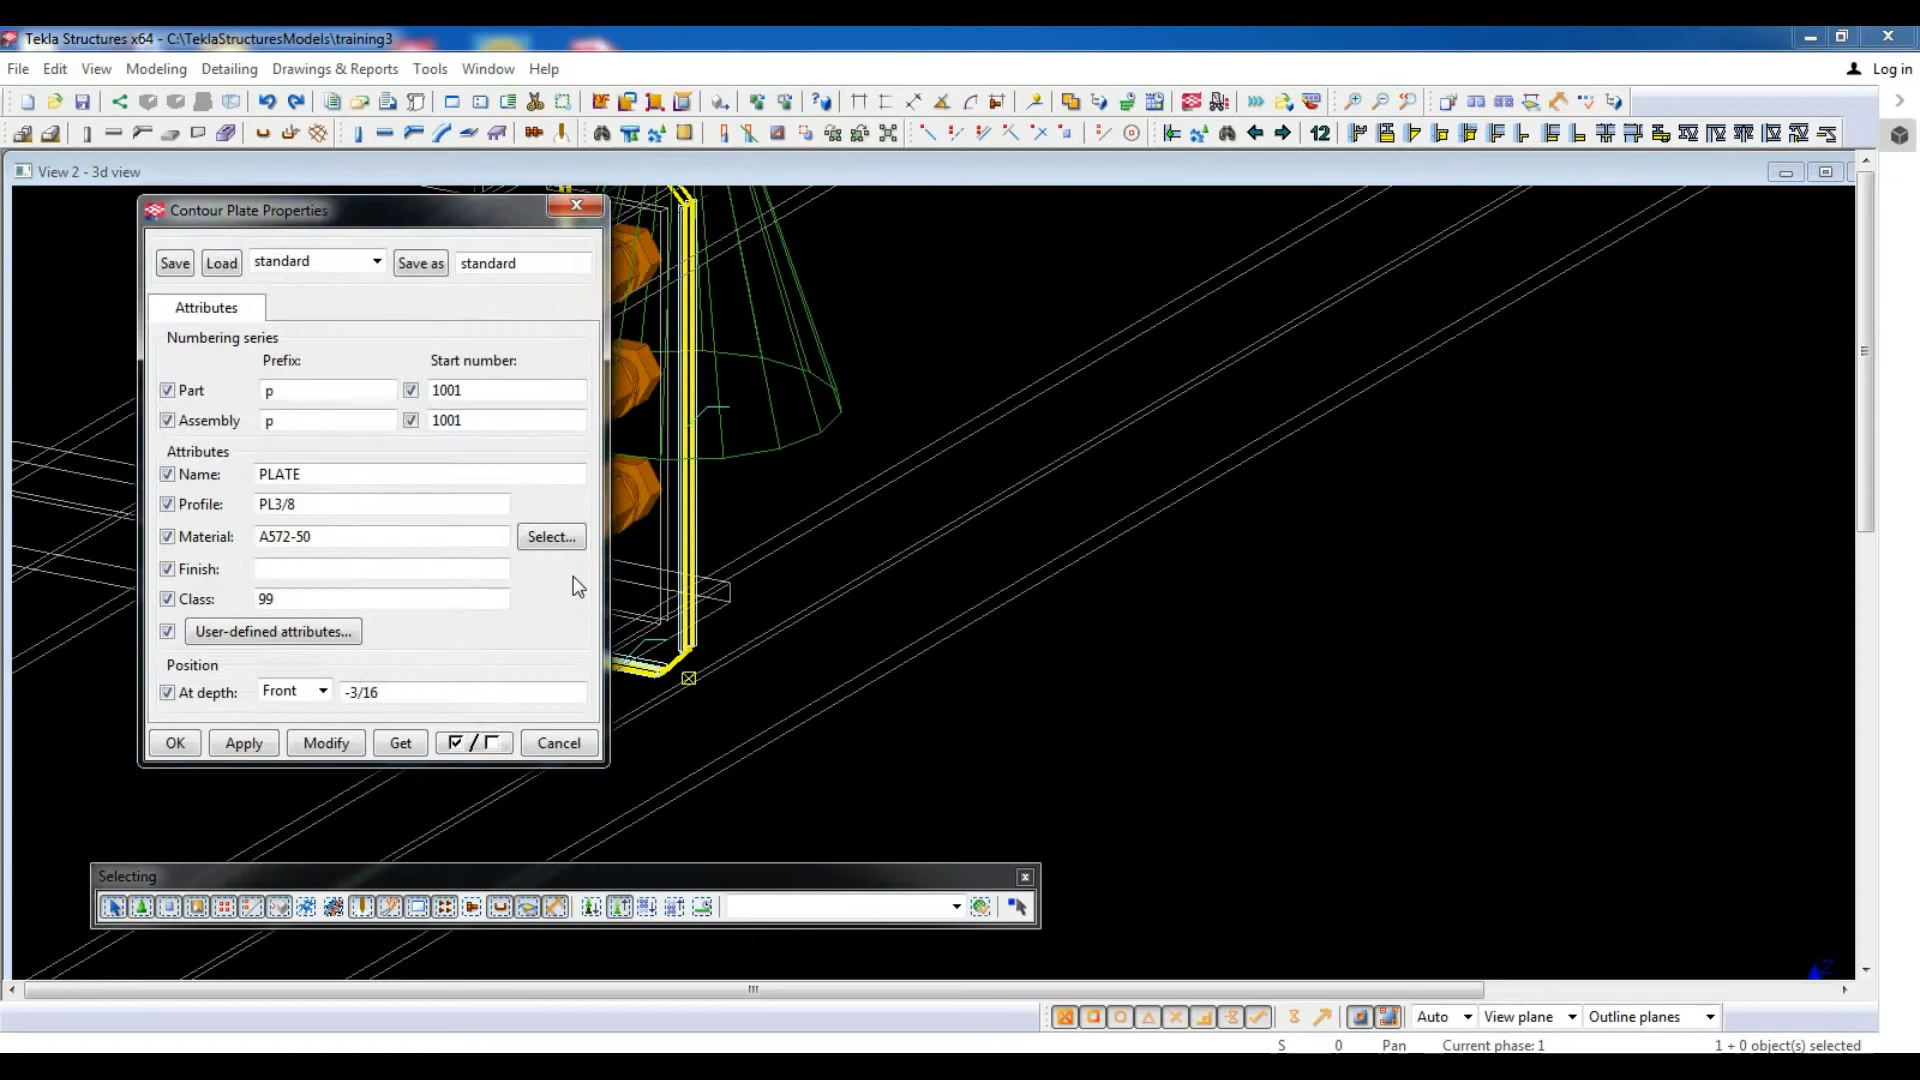 Tekla Structures x64 - C:\TeklaStructuresModels\training3
File Edit View Modeling Detailing Drawings & Reports Tools Window Help
Log in
12
View 2 - 3d view
Contour Plate Properties
Save Load standard Save as standard
Attributes
Numbering series
Prefix: Start number:
Part p 1001
Assembly p 1001
Attributes
Name: PLATE
Profile: PL3/8
Material: A572-50 Select...
Finish:
Class: 99
User-defined attributes...
Position
At depth: Front -3/16
OK Apply Modify Get / Cancel
Selecting
Z
Auto View plane Outline planes
S 0 Pan Current phase: 1 1 + 0 object(s) selected